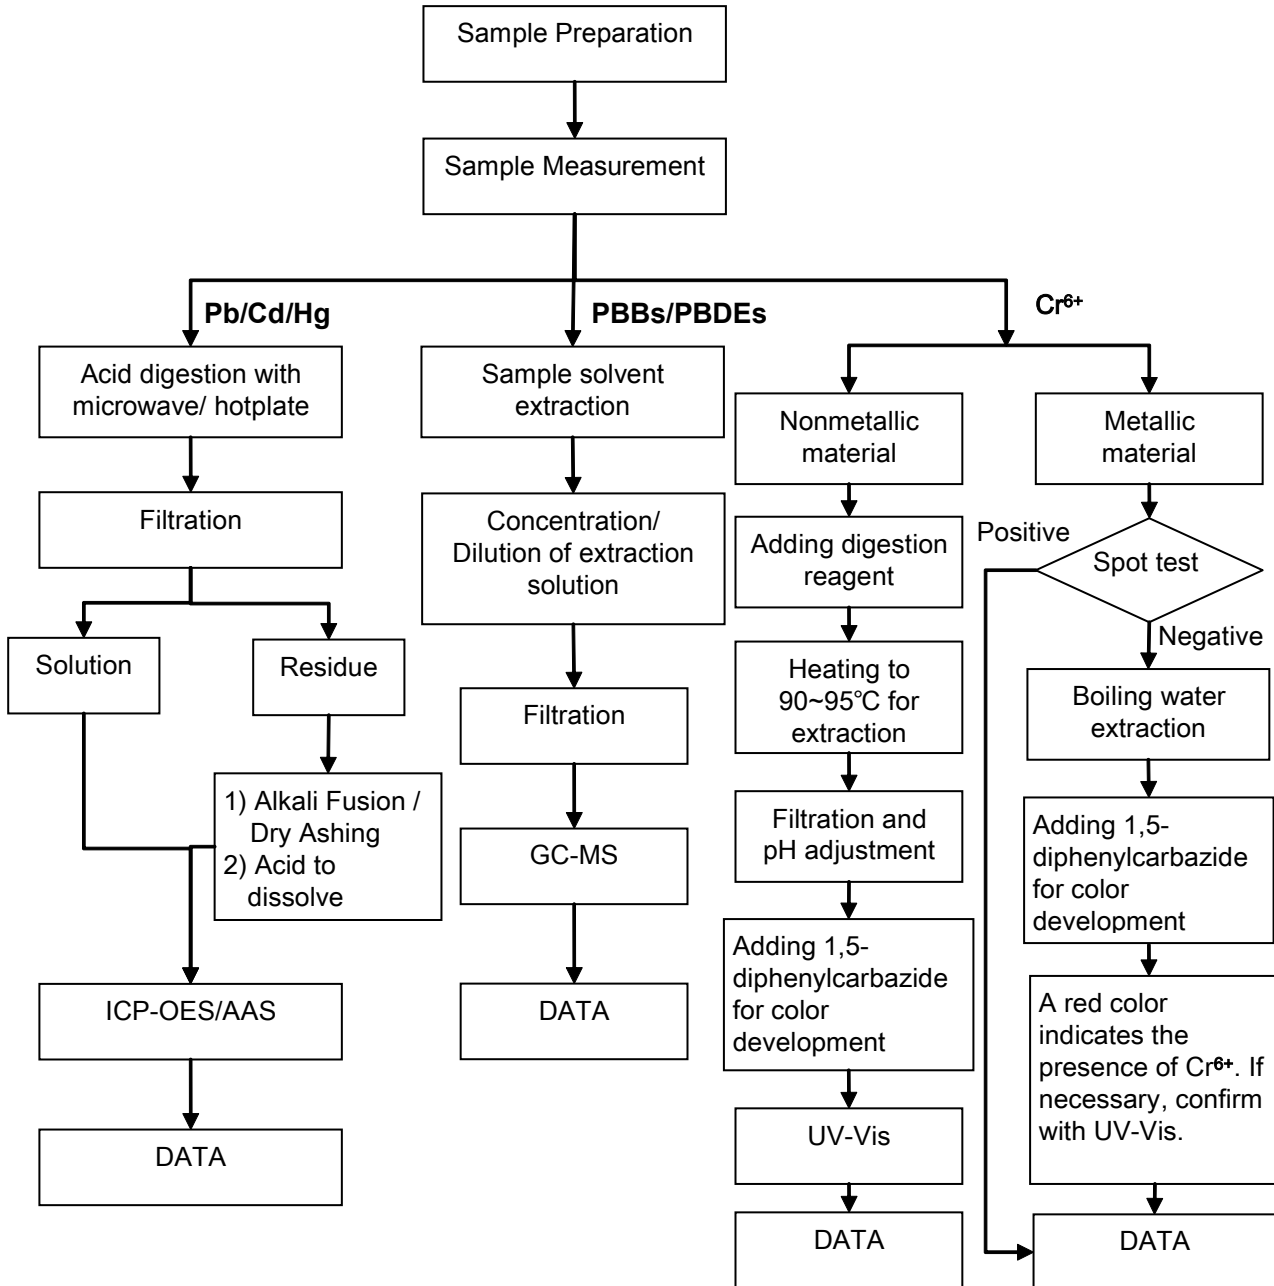 Sample Preparation
Sample Measurement
Pb/Cd/Hg
PBBs/PBDEs
Cr⁶⁺
Acid digestion with
microwave/ hotplate
Filtration
Solution
Residue
1) Alkali Fusion /
Dry Ashing
2) Acid to
dissolve
ICP-OES/AAS
DATA
Sample solvent
extraction
Concentration/
Dilution of extraction
solution
Filtration
GC-MS
DATA
Nonmetallic
material
Adding digestion
reagent
Heating to
90~95℃ for
extraction
Filtration and
pH adjustment
Adding 1,5-
diphenylcarbazide
for color
development
UV-Vis
DATA
Metallic
material
Positive
Spot test
Negative
Boiling water
extraction
Adding 1,5-
diphenylcarbazide
for color
development
A red color
indicates the
presence of Cr⁶⁺. If
necessary, confirm
with UV-Vis.
DATA